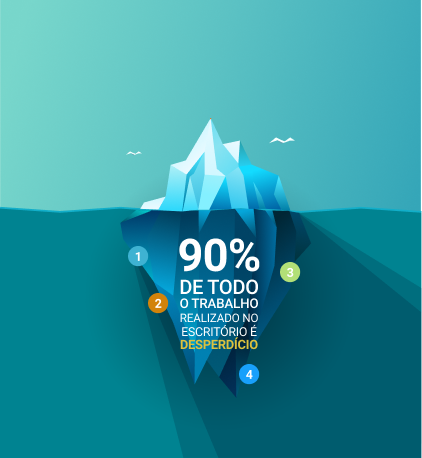 90%
1
3
DE TODO
2
O TRABALHO
REALIZADO NO
ESCRITÓRIO É
DESPERDÍCIO
4